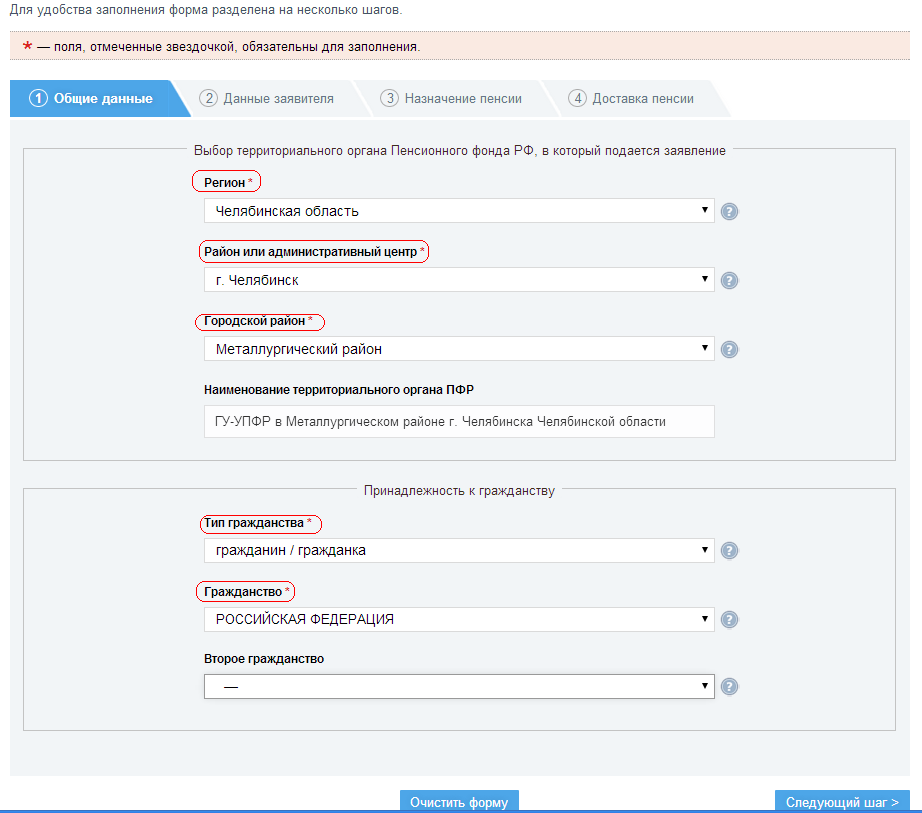 Для удобства заполнения форма разделена на несколько шагов.
* — поля, отмеченные звездочкой, обязательны для заполнения.
1 Общие данные 2 Данные заявителя 3 Назначение пенсии 4 Доставка пенсии
Выбор территориального органа Пенсионного фонда РФ, в который подается заявление
Регион *
Челябинская область ▼ ?
Район или административный центр *
г. Челябинск ▼ ?
Городской район *
Металлургический район ▼ ?
Наименование территориального органа ПФР
ГУ-УПФР в Металлургическом районе г. Челябинска Челябинской области
Принадлежность к гражданству
Тип гражданства *
гражданин / гражданка ▼ ?
Гражданство *
РОССИЙСКАЯ ФЕДЕРАЦИЯ ▼ ?
Второе гражданство
— ▼ ?
Очистить форму Следующий шаг >